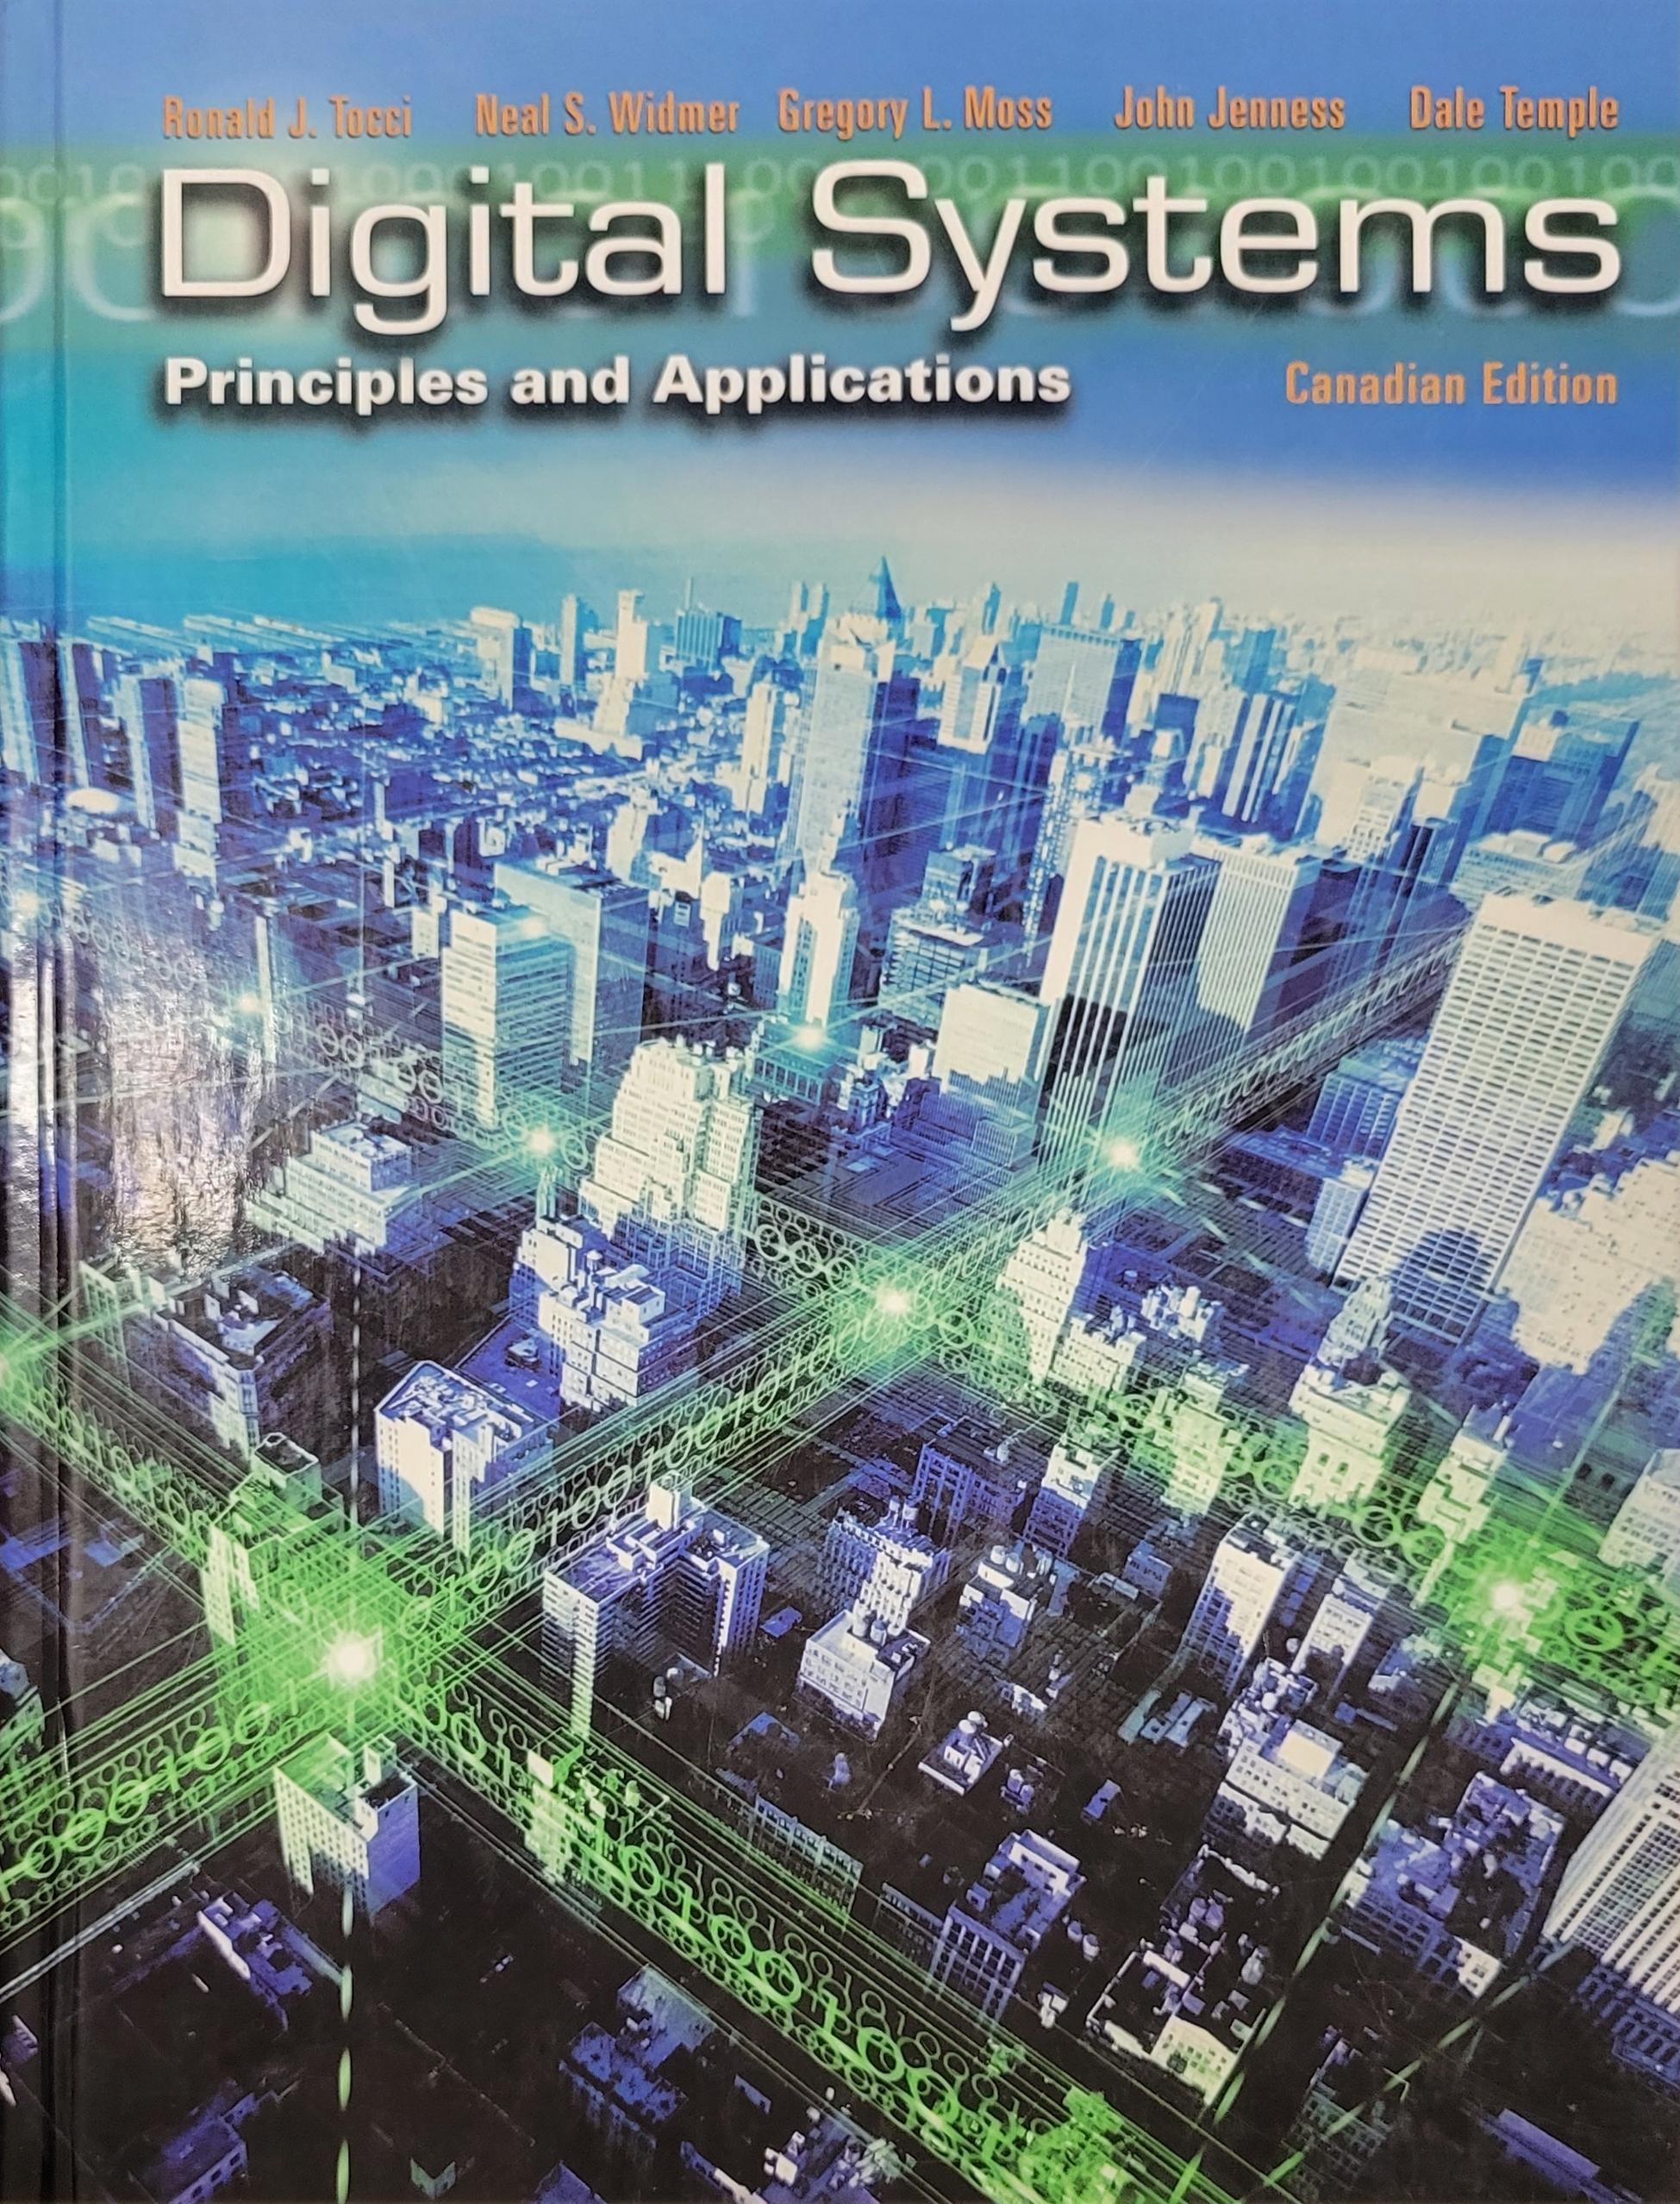 Ronald J. Tocci Neal S. Widmer Gregory L. Moss John Jenness Dale Temple
Digital Systems
Principles and Applications Canadian Edition